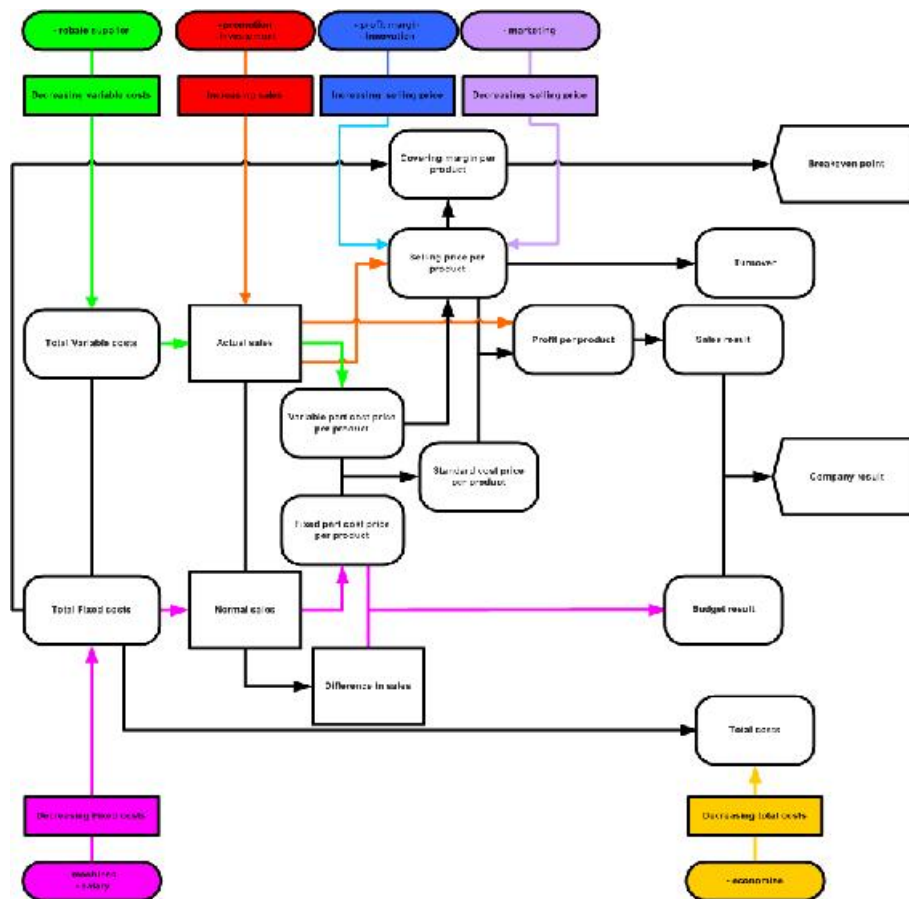 - rebate supplier
- promotion
- investment
- profit margin
- innovation
- marketing
Decreasing variable costs
Increasing sales
Increasing selling price
Decreasing selling price
Covering margin per
product
Breakeven point
Selling price per
product
Turnover
Total Variable costs
Actual sales
Profit per product
Sales result
Variable part cost price
per product
Standard cost price
per product
Company result
Fixed part cost price
per product
Total Fixed costs
Normal sales
Budget result
Difference in sales
Total costs
Decreasing Fixed costs
Decreasing total costs
- salary
- economize